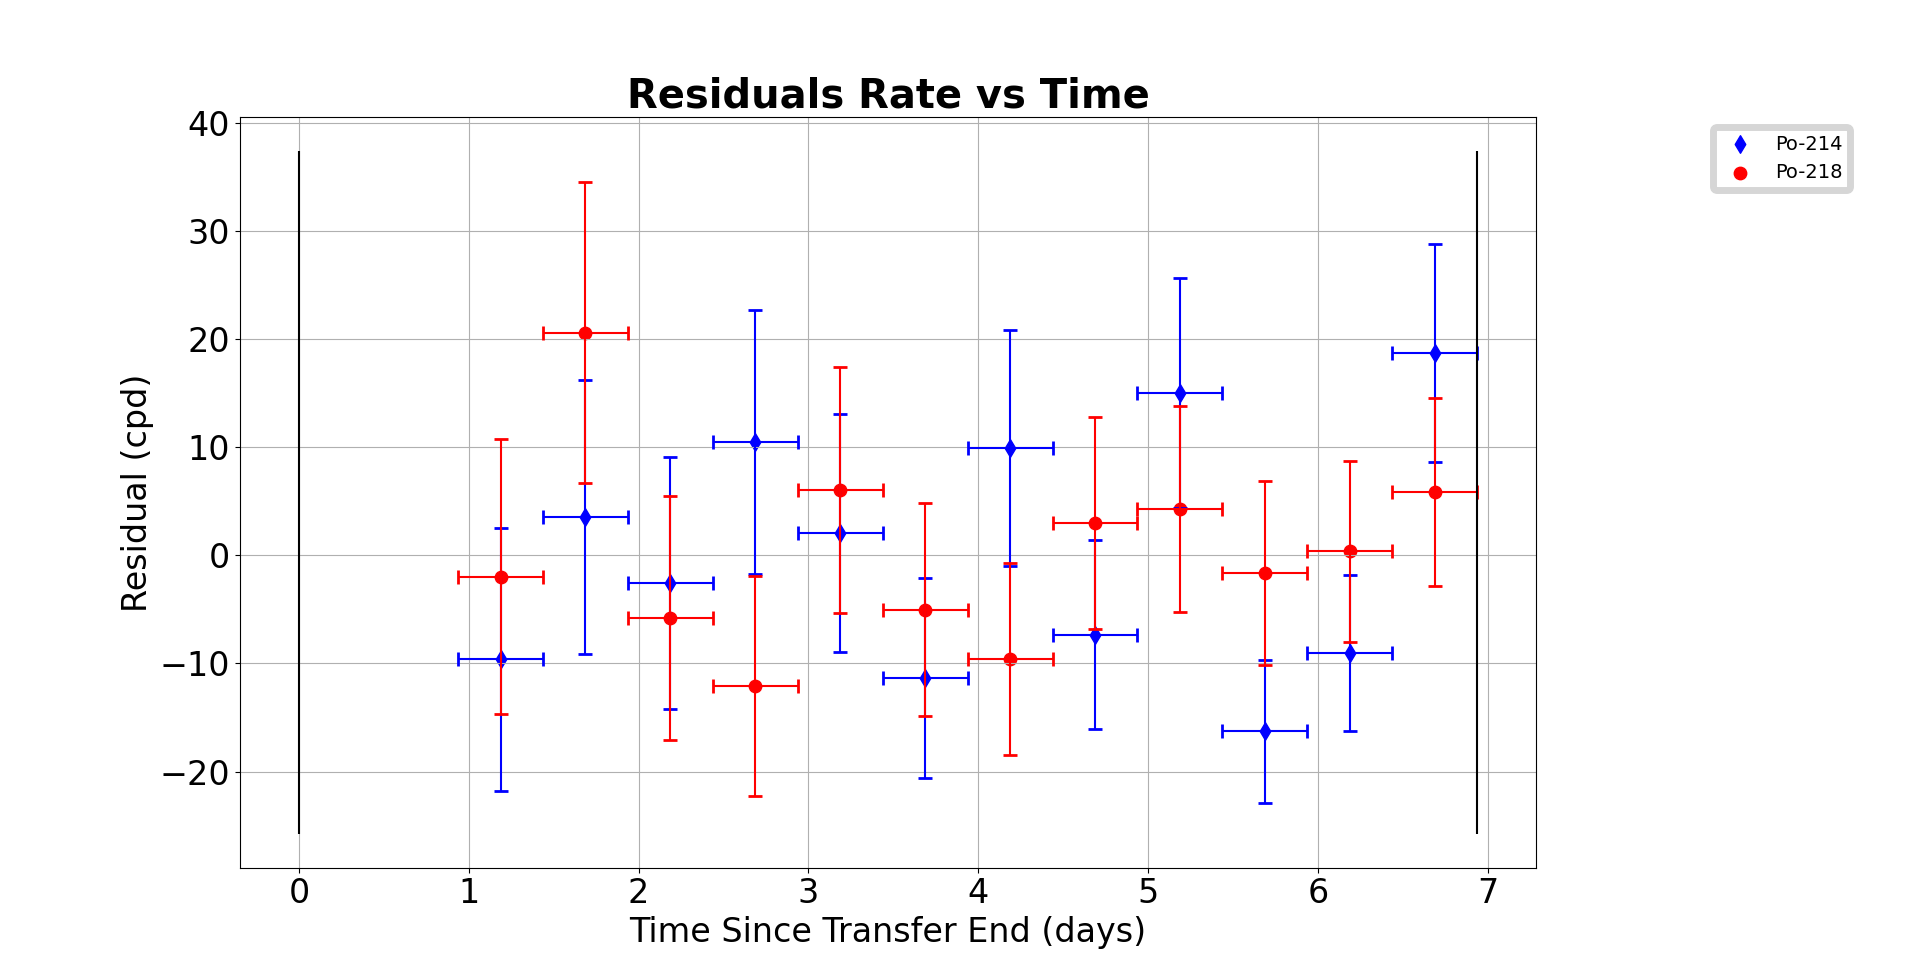 Residuals Rate vs Time
Po-214
Po-218
Residual (cpd)
40
30
20
10
0
−10
−20
0 1 2 3 4 5 6 7
Time Since Transfer End (days)